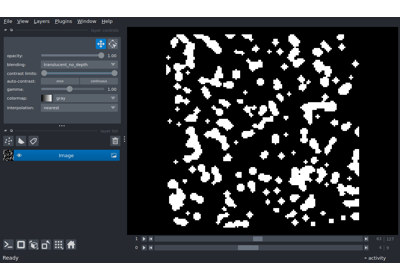 File View Layers Plugins Window Help
opacity: 1.00
blending: translucent_no_depth
contrast limits:
auto-contrast: once continuous
gamma: 1.00
colormap: gray
interpolation: nearest
Image
1
0
Ready
activity